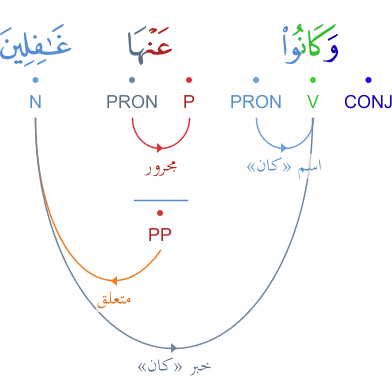 وَكَانُوا۟ عَنْهَا غَـٰفِلِينَ
CONJ V PRON P PRON N
اسم «كان» مجرور
PP
متعلق
خبر «كان»